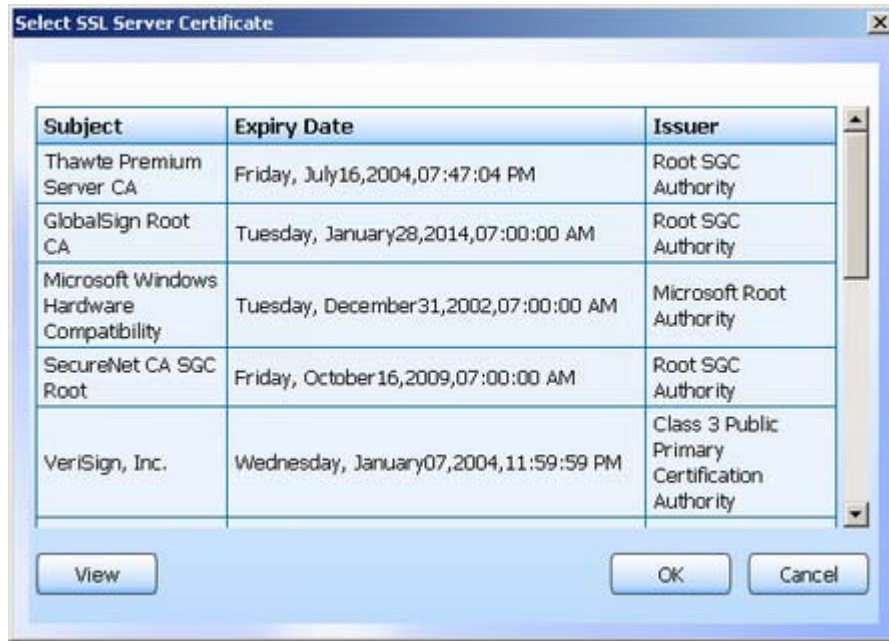 Select SSL Server Certificate
Subject Expiry Date Issuer
Thawte Premium
Server CA
Friday, July16,2004,07:47:04 PM
Root SGC
Authority
GlobalSign Root
CA
Tuesday, January28,2014,07:00:00 AM
Root SGC
Authority
Microsoft Windows
Hardware
Compatibility
Tuesday, December31,2002,07:00:00 AM
Microsoft Root
Authority
SecureNet CA SGC
Root
Friday, October16,2009,07:00:00 AM
Root SGC
Authority
VeriSign, Inc.
Wednesday, January07,2004,11:59:59 PM
Class 3 Public
Primary
Certification
Authority
View OK Cancel